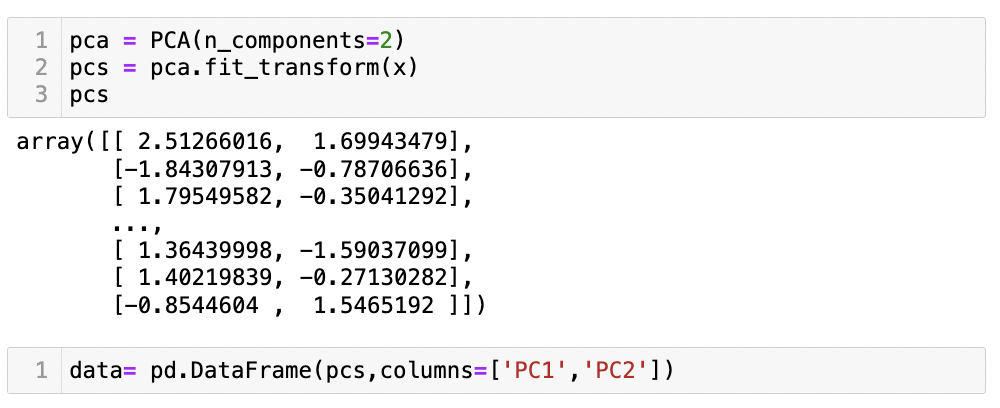 1 pca = PCA(n_components=2)
2 pcs = pca.fit_transform(x)
3 pcs
array([[ 2.51266016,  1.69943479],
       [-1.84307913, -0.78706636],
       [ 1.79549582, -0.35041292],
       ...,
       [ 1.36439998, -1.59037099],
       [ 1.40219839, -0.27130282],
       [-0.8544604 ,  1.5465192 ]])
1 data= pd.DataFrame(pcs,columns=['PC1','PC2'])